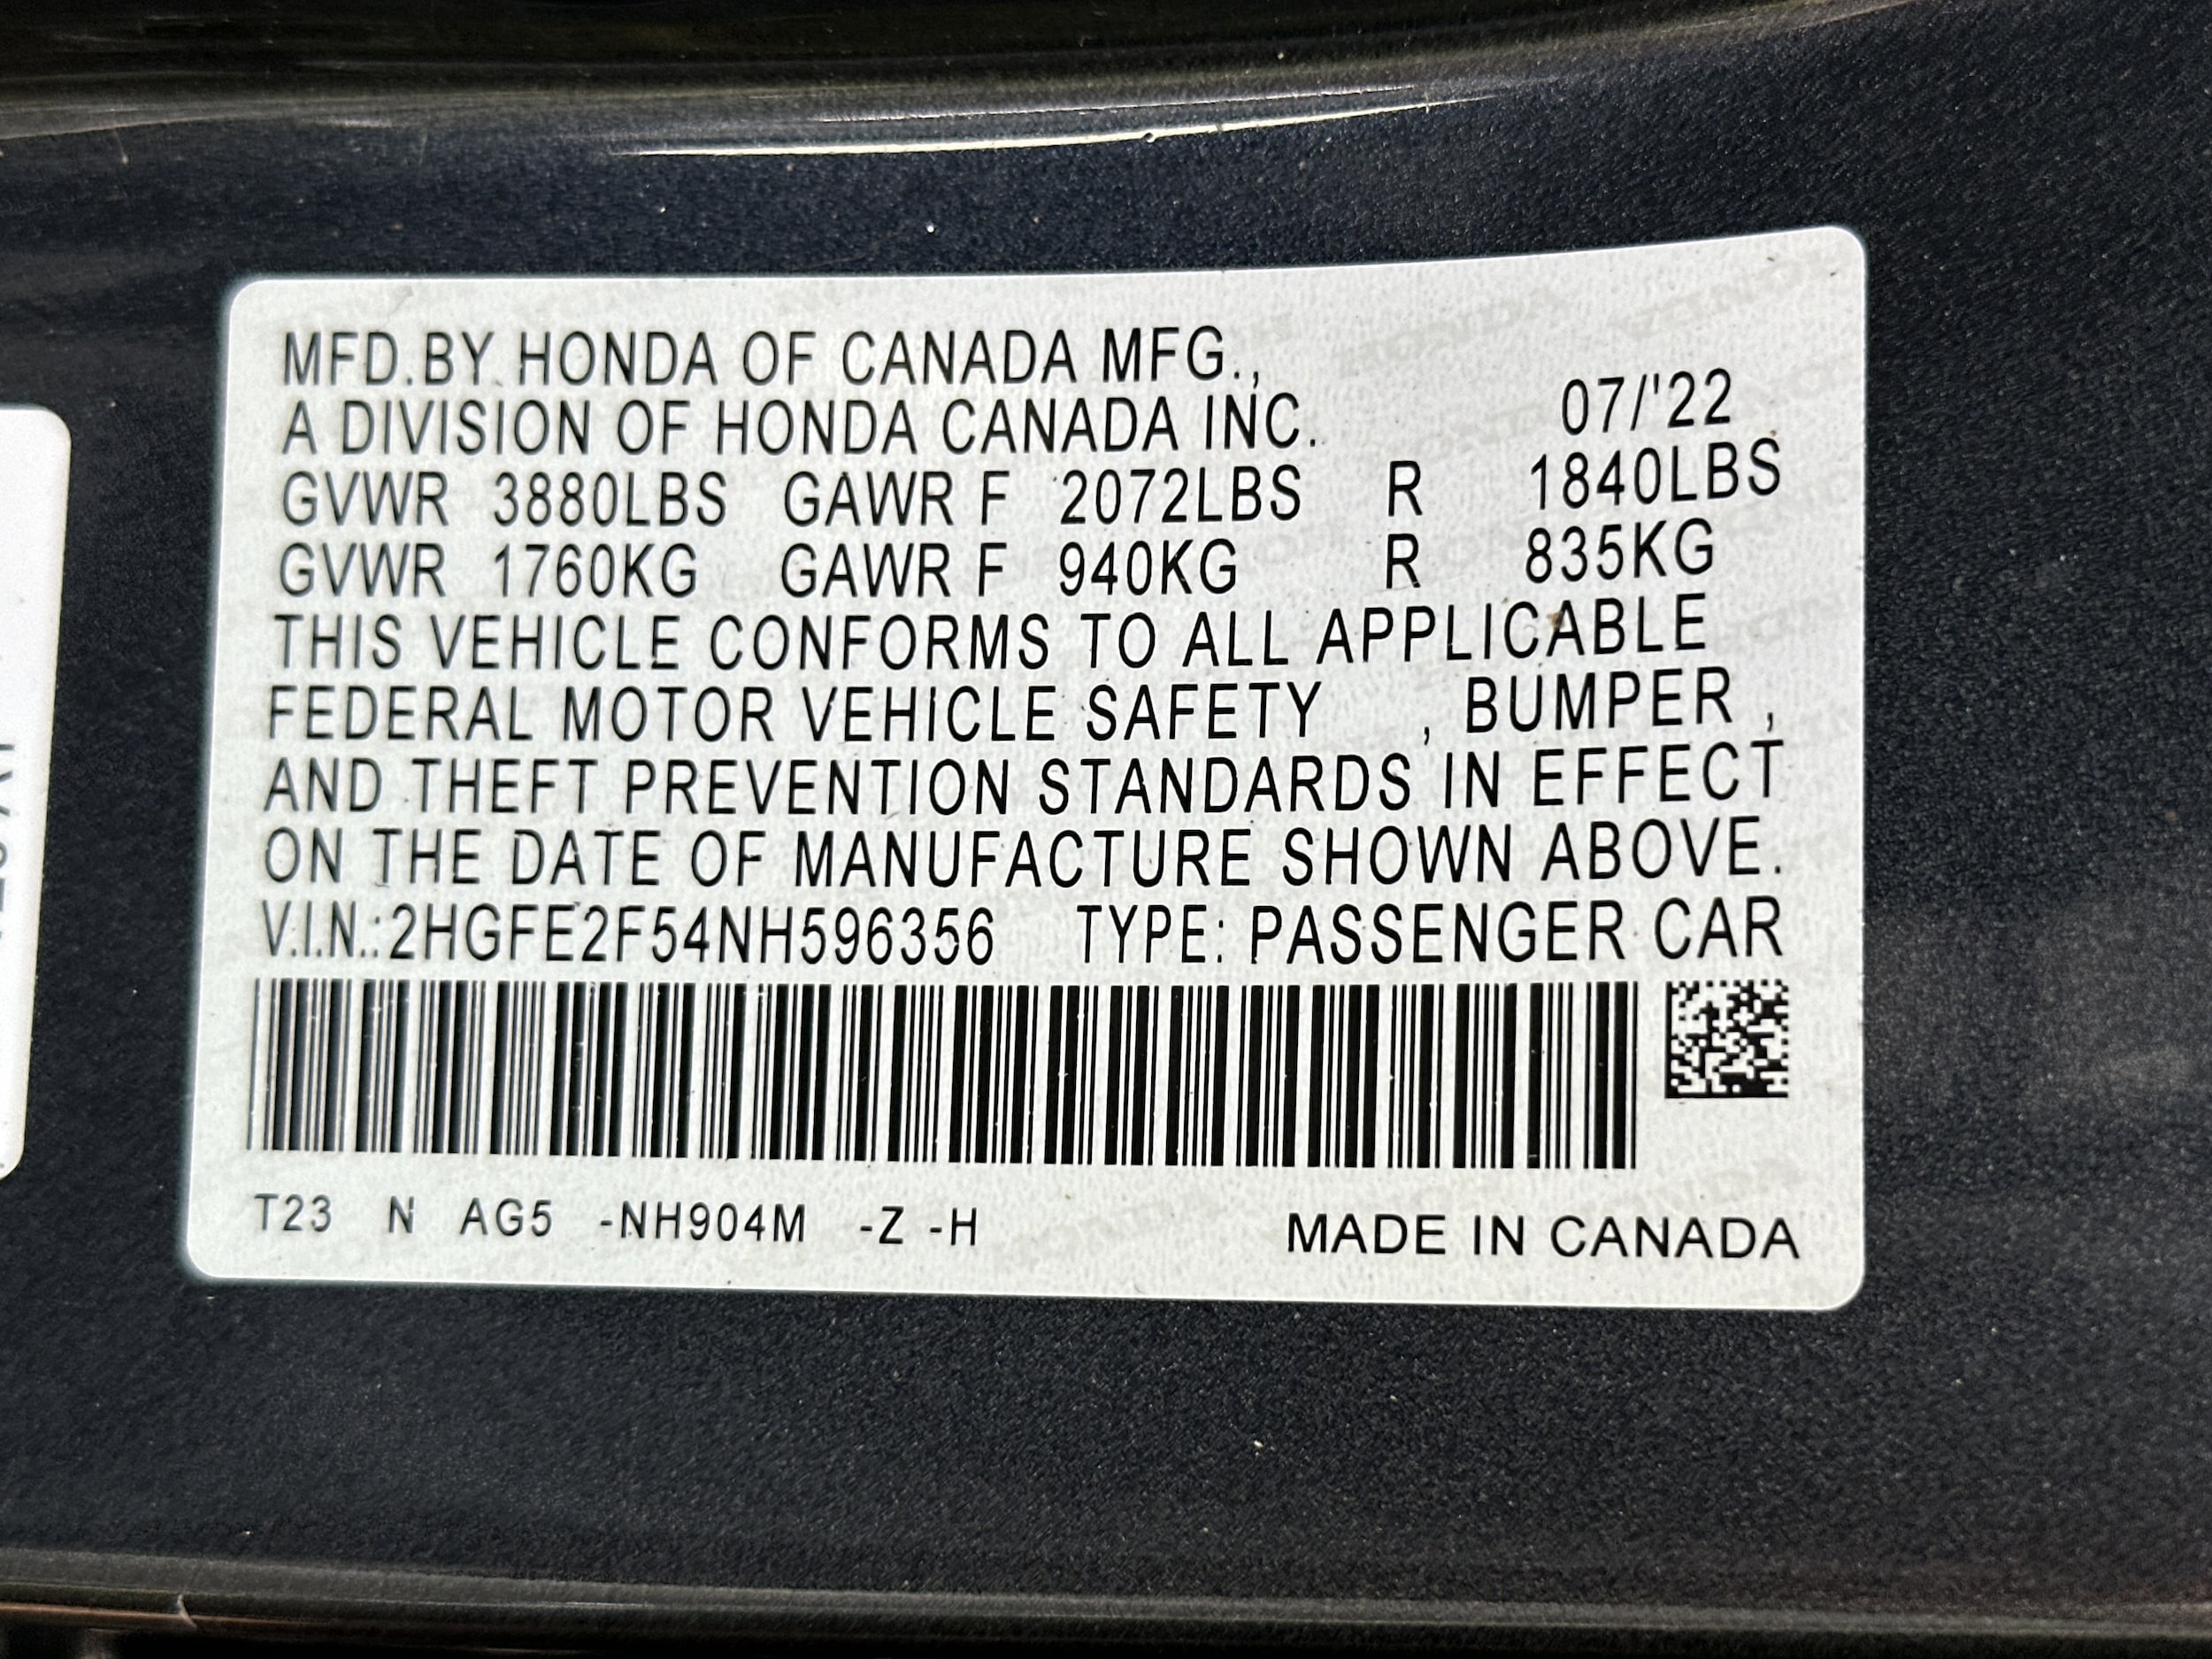 MFD.BY HONDA OF CANADA MFG.,
A DIVISION OF HONDA CANADA INC. 07/'22
GVWR 3880LBS GAWR F 2072LBS R 1840LBS
GVWR 1760KG GAWR F 940KG R 835KG
THIS VEHICLE CONFORMS TO ALL APPLICABLE
FEDERAL MOTOR VEHICLE SAFETY , BUMPER ,
AND THEFT PREVENTION STANDARDS IN EFFECT
ON THE DATE OF MANUFACTURE SHOWN ABOVE.
V.I.N.:2HGFE2F54NH596356 TYPE: PASSENGER CAR
T23 N AG5 -NH904M -Z -H MADE IN CANADA